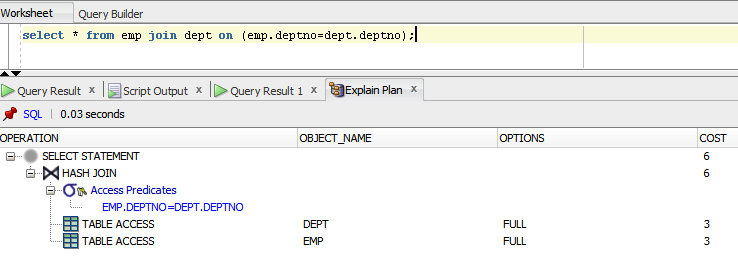 Worksheet Query Builder
select * from emp join dept on (emp.deptno=dept.deptno);
Query Result x Script Output x Query Result 1 x Explain Plan x
SQL | 0.03 seconds
OPERATION OBJECT_NAME OPTIONS COST
SELECT STATEMENT 6
HASH JOIN 6
Access Predicates
EMP.DEPTNO=DEPT.DEPTNO
TABLE ACCESS DEPT FULL 3
TABLE ACCESS EMP FULL 3